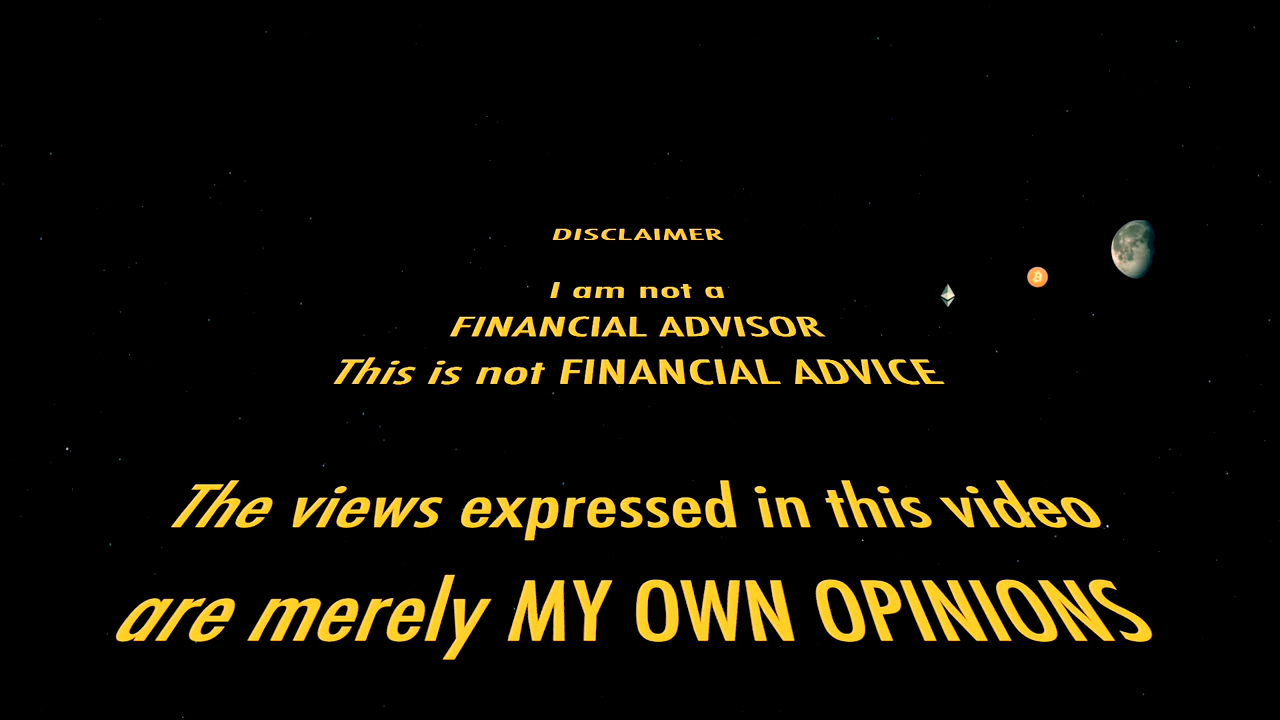 DISCLAIMER
I am not a
FINANCIAL ADVISOR
This is not FINANCIAL ADVICE
The views expressed in this video
are merely MY OWN OPINIONS